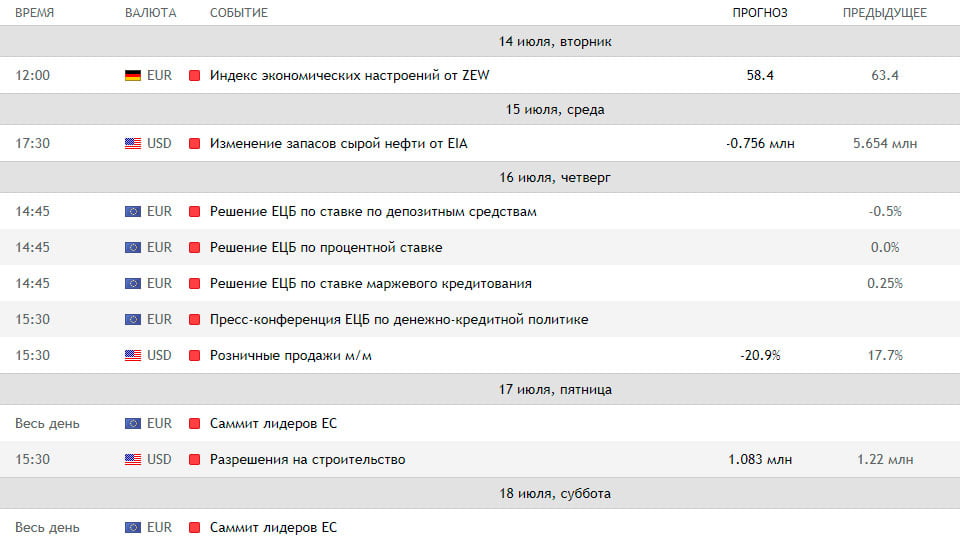 ВРЕМЯ ВАЛЮТА СОБЫТИЕ ПРОГНОЗ ПРЕДЫДУЩЕЕ
14 июля, вторник
12:00 EUR Индекс экономических настроений от ZEW 58.4 63.4
15 июля, среда
17:30 USD Изменение запасов сырой нефти от EIA -0.756 млн 5.654 млн
16 июля, четверг
14:45 EUR Решение ЕЦБ по ставке по депозитным средствам -0.5%
14:45 EUR Решение ЕЦБ по процентной ставке 0.0%
14:45 EUR Решение ЕЦБ по ставке маржевого кредитования 0.25%
15:30 EUR Пресс-конференция ЕЦБ по денежно-кредитной политике
15:30 USD Розничные продажи м/м -20.9% 17.7%
17 июля, пятница
Весь день EUR Саммит лидеров ЕС
15:30 USD Разрешения на строительство 1.083 млн 1.22 млн
18 июля, суббота
Весь день EUR Саммит лидеров ЕС